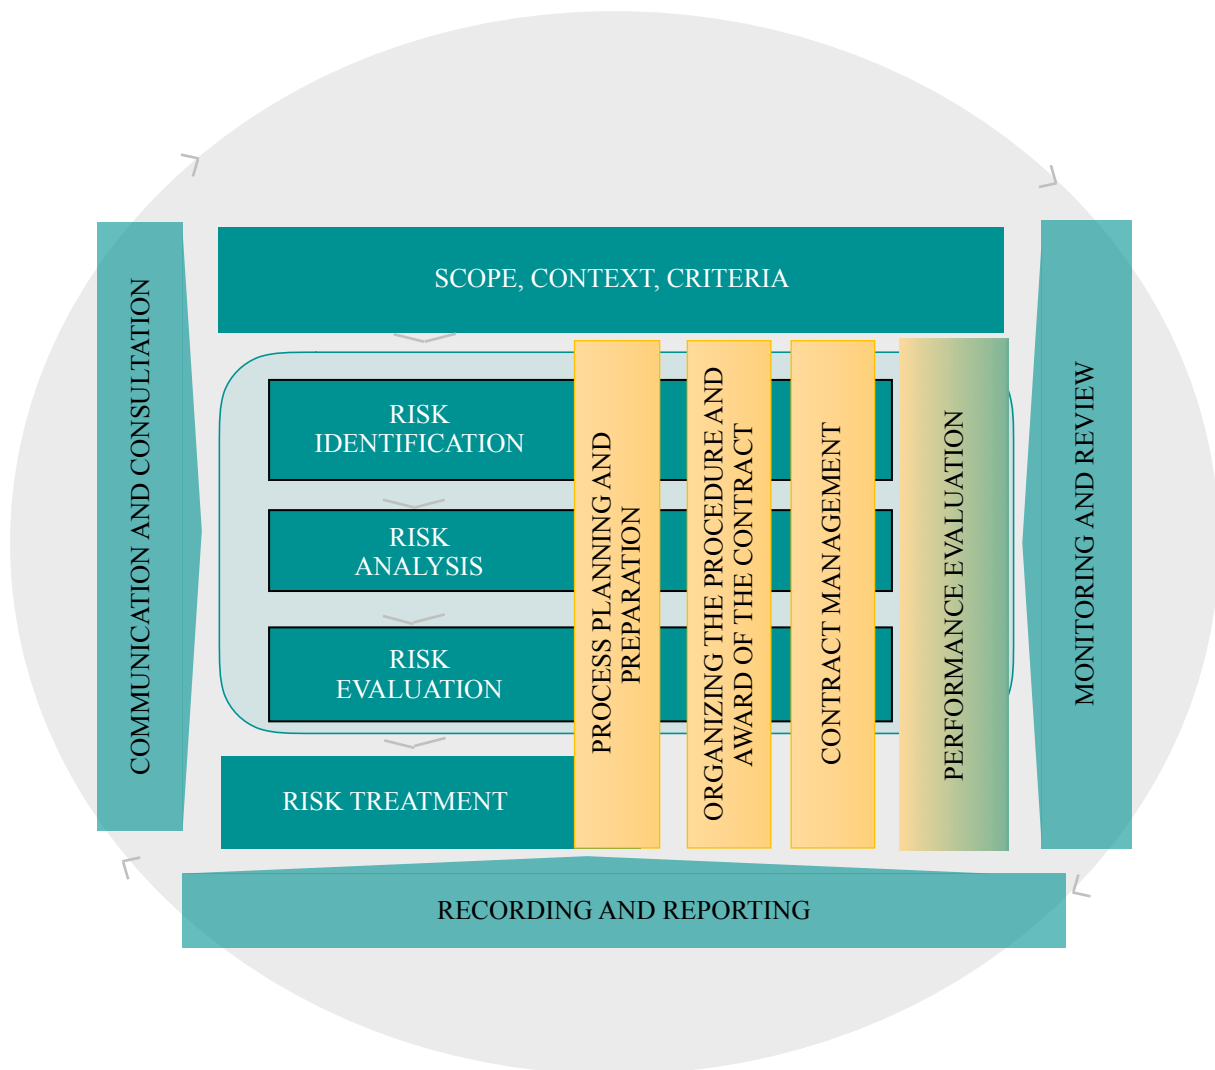 SCOPE, CONTEXT, CRITERIA
COMMUNICATION AND CONSULTATION
RISK
IDENTIFICATION
RISK
ANALYSIS
RISK
EVALUATION
RISK TREATMENT
PROCESS PLANNING AND
PREPARATION
ORGANIZING THE PROCEDURE AND
AWARD OF THE CONTRACT
CONTRACT MANAGEMENT
PERFORMANCE EVALUATION
MONITORING AND REVIEW
RECORDING AND REPORTING